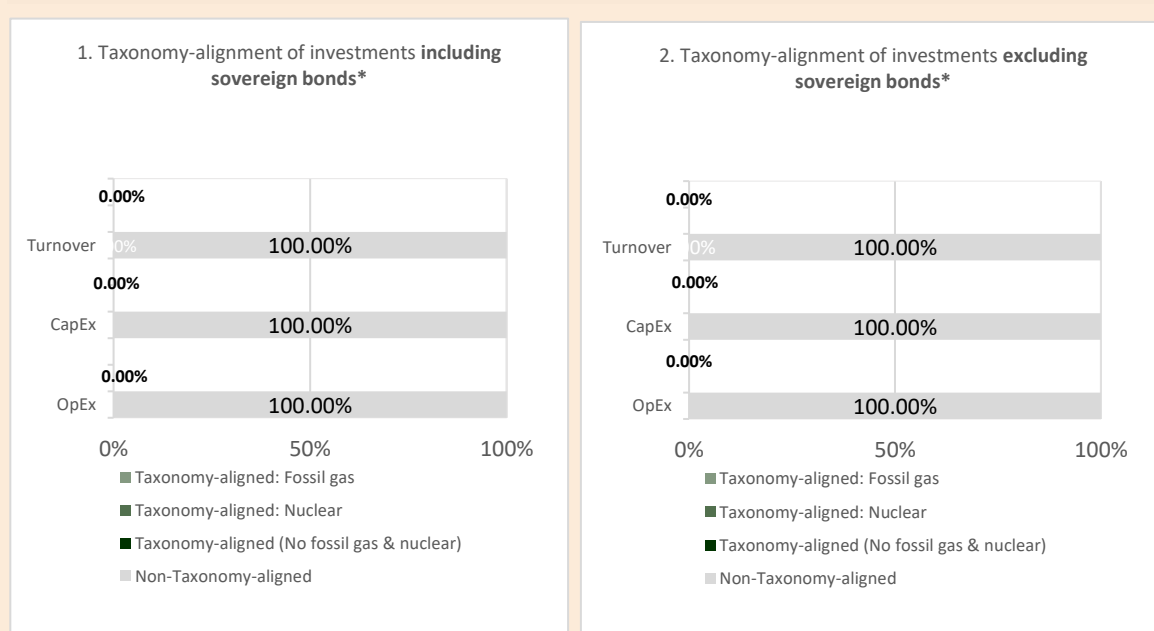 1. Taxonomy-alignment of investments including
sovereign bonds*
0.00%
Turnover
100.00%
0.00%
CapEx
100.00%
0.00%
OpEx
100.00%
0%
50%
100%
Taxonomy-aligned: Fossil gas
Taxonomy-aligned: Nuclear
Taxonomy-aligned (No fossil gas & nuclear)
Non-Taxonomy-aligned
2. Taxonomy-alignment of investments excluding
sovereign bonds*
0.00%
Turnover
100.00%
0.00%
CapEx
100.00%
0.00%
OpEx
100.00%
0%
50%
100%
Taxonomy-aligned: Fossil gas
Taxonomy-aligned: Nuclear
Taxonomy-aligned (No fossil gas & nuclear)
Non-Taxonomy-aligned